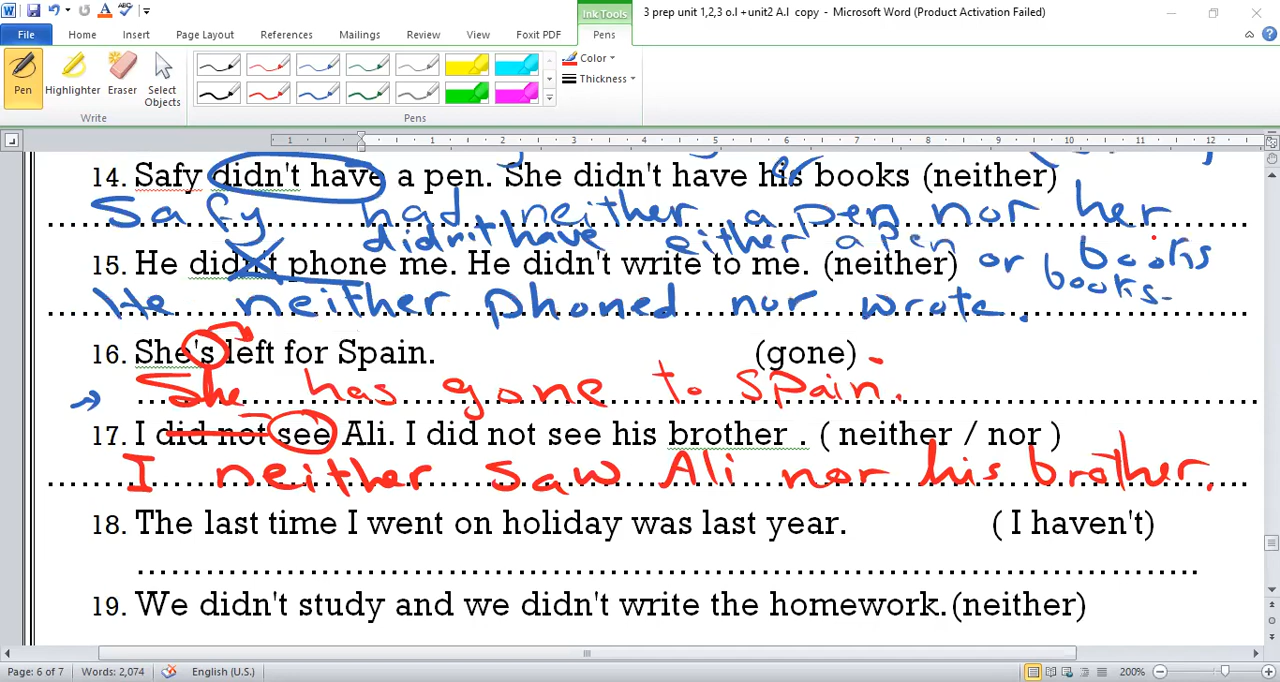 Ink Tools
3 prep unit 1,2,3 o.l +unit2 A.l copy - Microsoft Word (Product Activation Failed)
File Home Insert Page Layout References Mailings Review View Foxit PDF Pens
Pen Highlighter Eraser Select Objects
Color
Thickness
Write Pens
14. Safy didn't have a pen. She didn't have his books (neither)
er
Safy had neither a pen nor her
didn't have either a pen
or books
15. He didn't phone me. He didn't write to me. (neither)
books
He neither phoned nor wrote.
16. She's left for Spain. (gone)
She has gone to Spain.
17. I did not see Ali. I did not see his brother . ( neither / nor )
I neither saw Ali nor his brother.
18. The last time I went on holiday was last year. ( I haven't)
19. We didn't study and we didn't write the homework.(neither)
Page: 6 of 7 Words: 2,074 English (U.S.) 200%